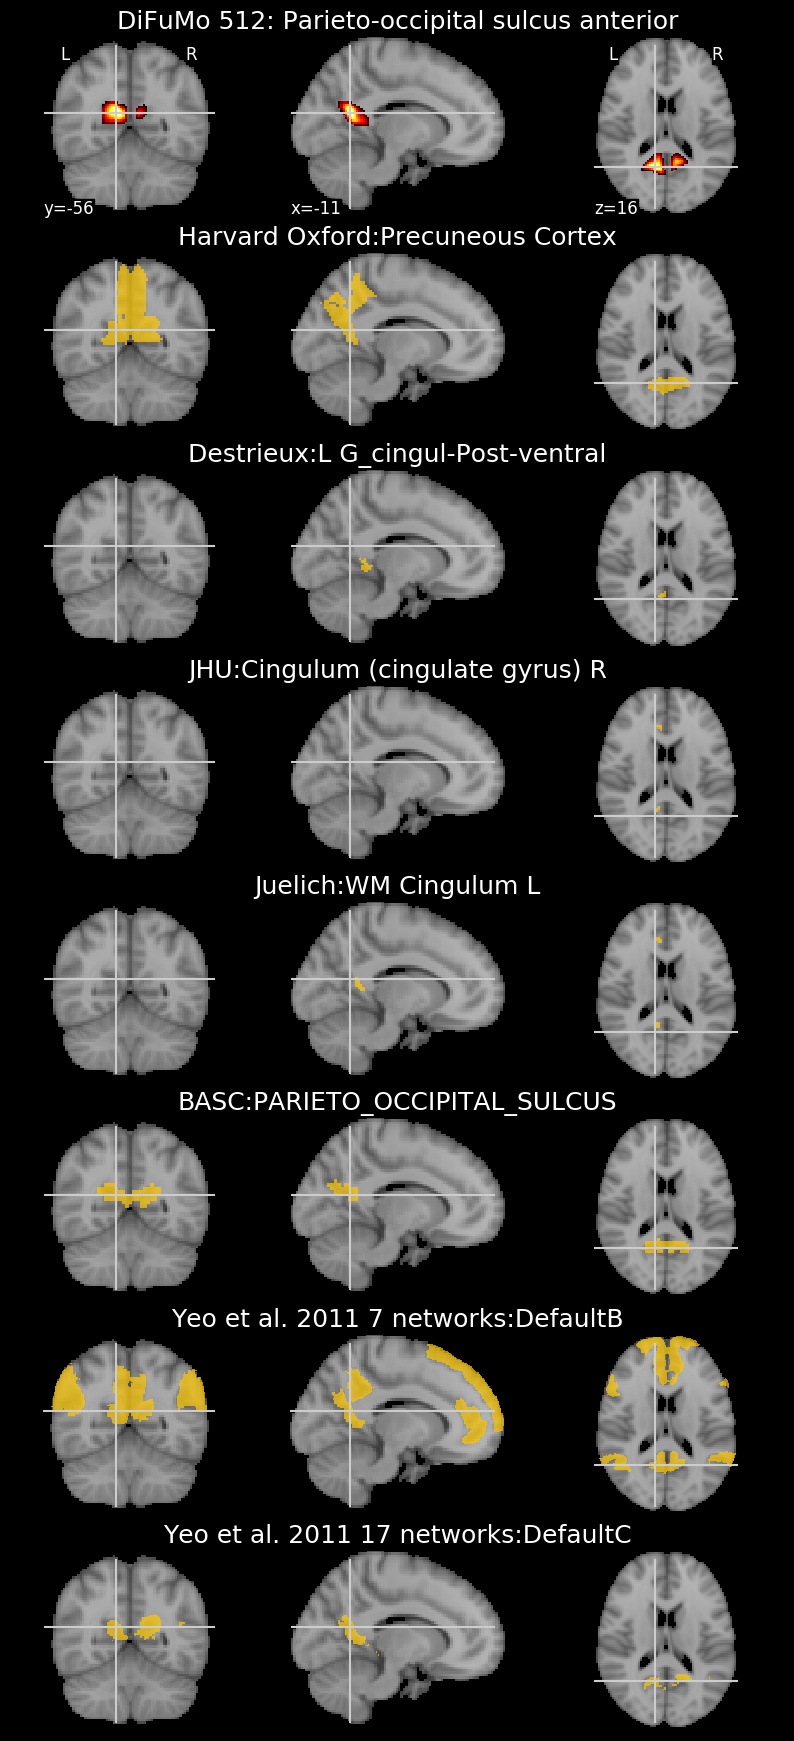 DiFuMo 512: Parieto-occipital sulcus anterior
L R L R
y=-56 x=-11 z=16
Harvard Oxford:Precuneous Cortex
Destrieux:L G_cingul-Post-ventral
JHU:Cingulum (cingulate gyrus) R
Juelich:WM Cingulum L
BASC:PARIETO_OCCIPITAL_SULCUS
Yeo et al. 2011 7 networks:DefaultB
Yeo et al. 2011 17 networks:DefaultC